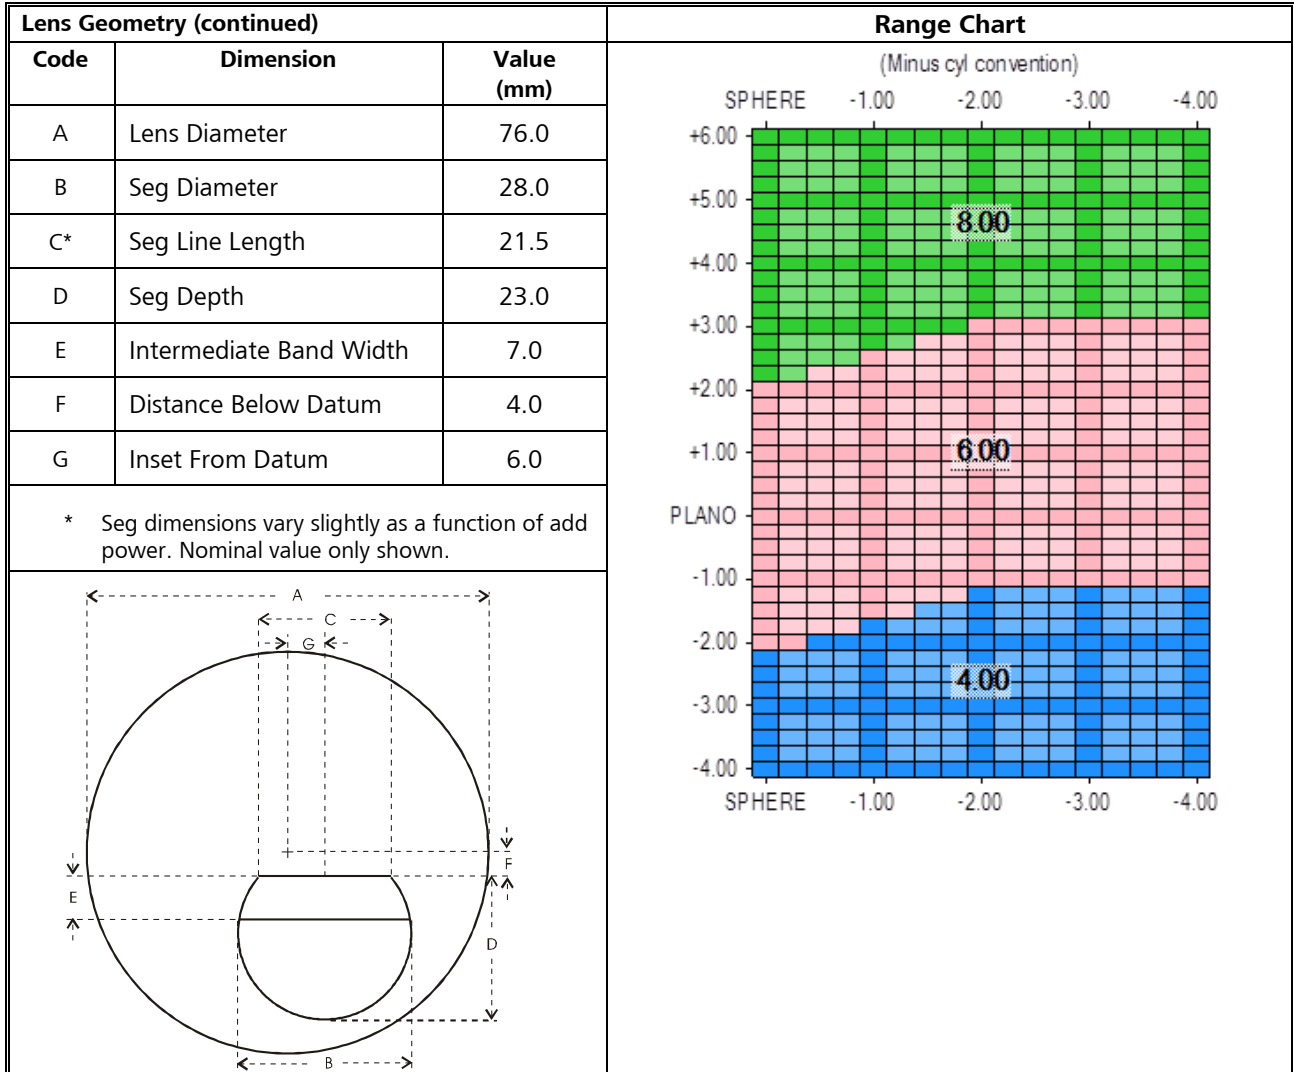 Lens Geometry (continued)
Code Dimension Value (mm)
A Lens Diameter 76.0
B Seg Diameter 28.0
C* Seg Line Length 21.5
D Seg Depth 23.0
E Intermediate Band Width 7.0
F Distance Below Datum 4.0
G Inset From Datum 6.0
* Seg dimensions vary slightly as a function of add
power. Nominal value only shown.
A
C
G
F
E
D
B
Range Chart
(Minus cyl convention)
SPHERE -1.00 -2.00 -3.00 -4.00
+6.00
+5.00
8.00
+4.00
+3.00
+2.00
+1.00
6.00
PLANO
-1.00
-2.00
4.00
-3.00
-4.00
SPHERE -1.00 -2.00 -3.00 -4.00